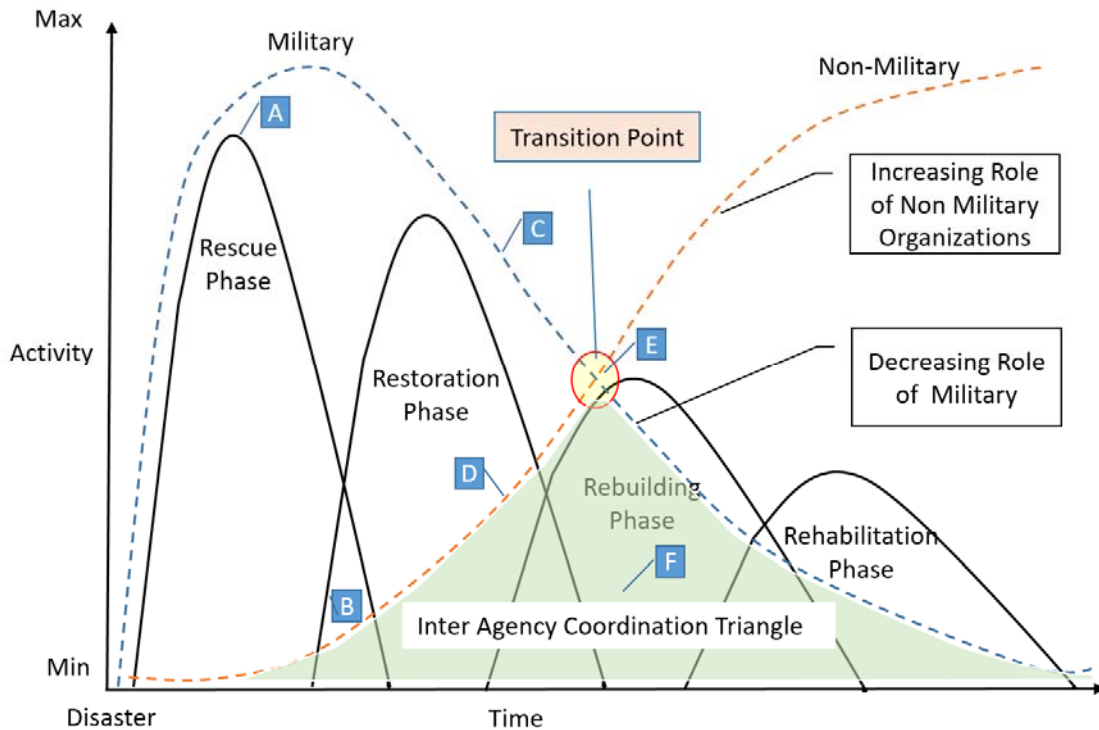 Max
Military
Non-Military
A
Transition Point
Increasing Role
of Non Military
Organizations
C
Rescue
Phase
E
Activity
Decreasing Role
of Military
Restoration
Phase
D
Rebuilding
Phase
Rehabilitation
Phase
F
B
Inter Agency Coordination Triangle
Min
Disaster
Time